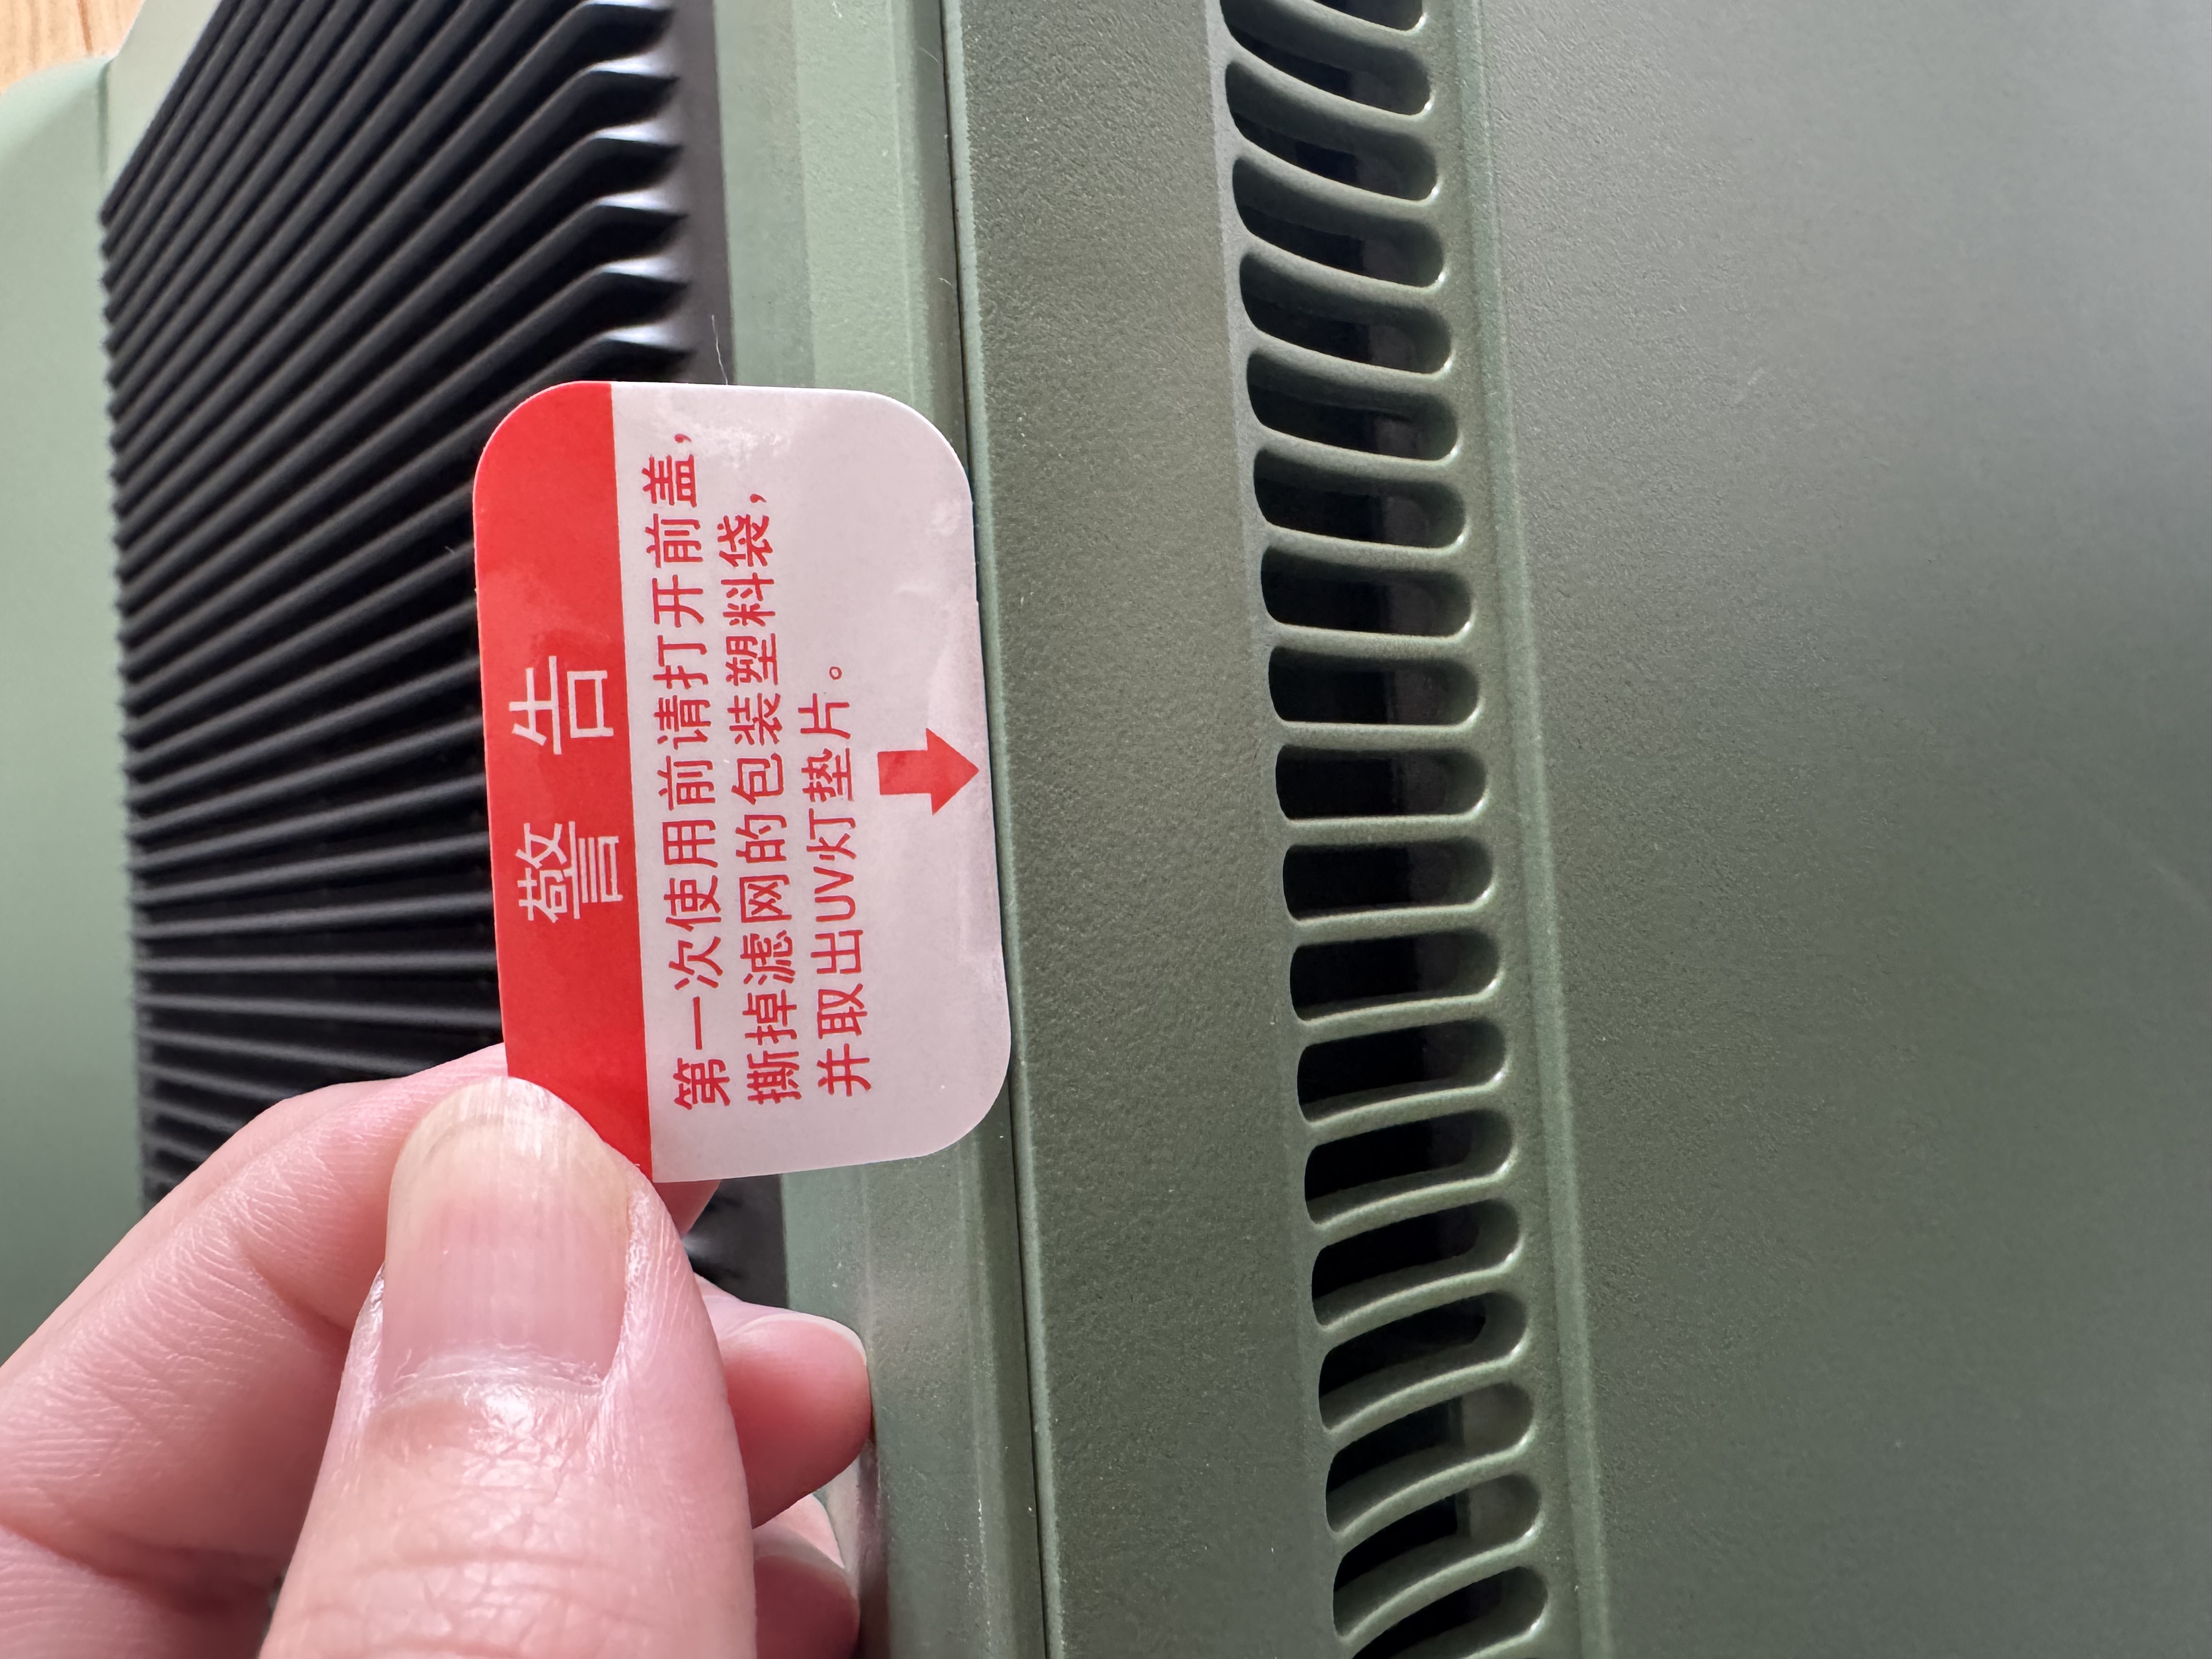 警告
第一次使用前请打开前盖，
撕掉滤网的包装塑料袋，
并取出UV灯垫片。